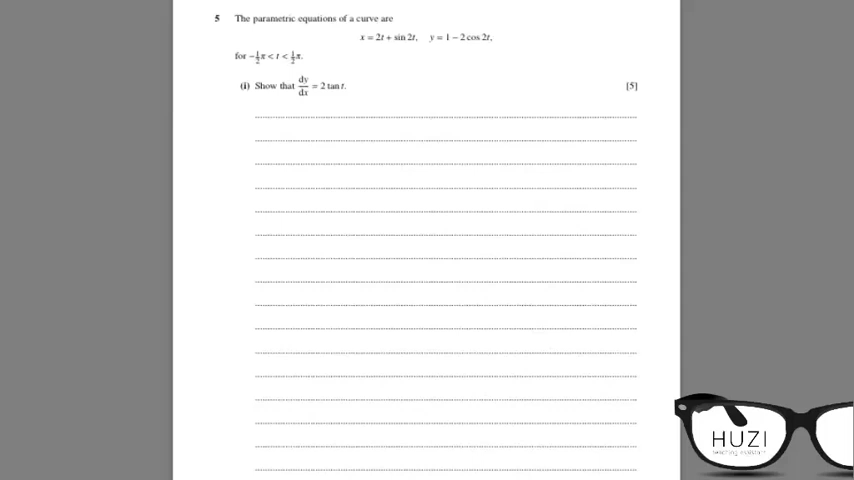 5 The parametric equations of a curve are
x = 2t + sin 2t, y = 1 − 2 cos 2t,
for −½π < t < ½π.
(i) Show that dy/dx = 2 tan t. [5]
HUZI